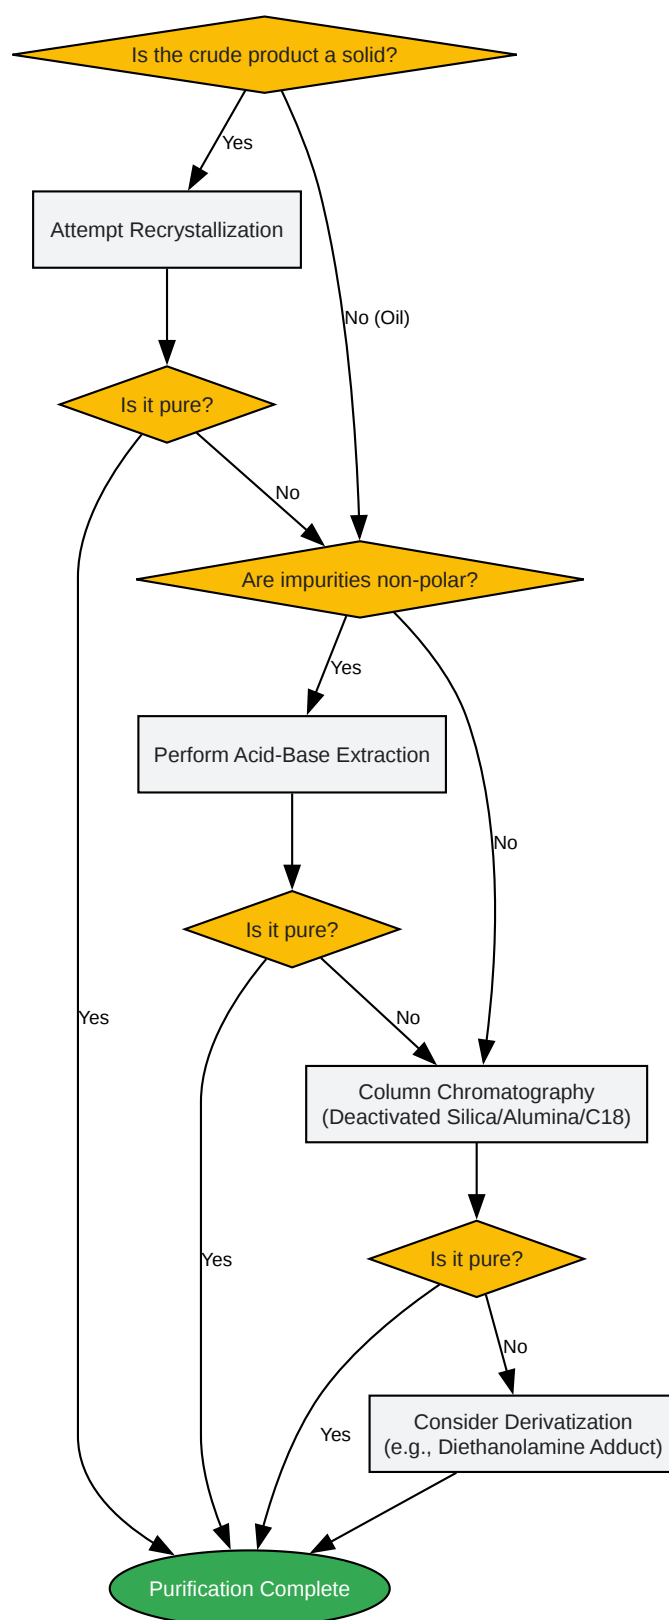 Is the crude product a solid?
Yes
Attempt Recrystallization
No (Oil)
Is it pure?
No
Are impurities non-polar?
Yes
Perform Acid-Base Extraction
No
Is it pure?
Yes
No
Column Chromatography
(Deactivated Silica/Alumina/C18)
Is it pure?
Yes
No
Consider Derivatization
(e.g., Diethanolamine Adduct)
Yes
Purification Complete